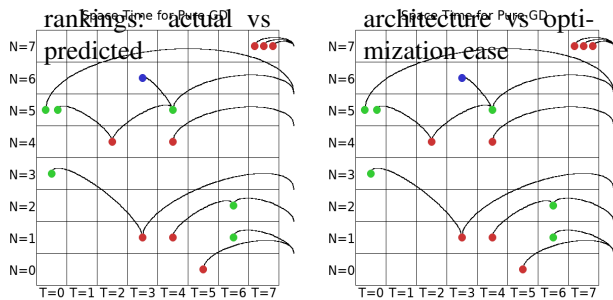 rankings: actual vs
predicted
Space Time for Pure GD
N=7
N=6
N=5
N=4
N=3
N=2
N=1
N=0
T=0 T=1 T=2 T=3 T=4 T=5 T=6 T=7
architecture vs opti-
mization ease
Space Time for Pure GD
N=7
N=6
N=5
N=4
N=3
N=2
N=1
N=0
T=0 T=1 T=2 T=3 T=4 T=5 T=6 T=7